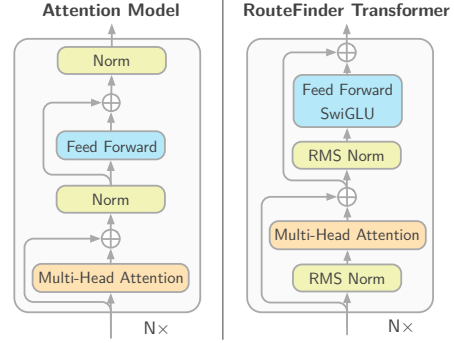 Attention Model
Norm
Feed Forward
Norm
Multi-Head Attention
N×
RouteFinder Transformer
Feed Forward
SwiGLU
RMS Norm
Multi-Head Attention
RMS Norm
N×